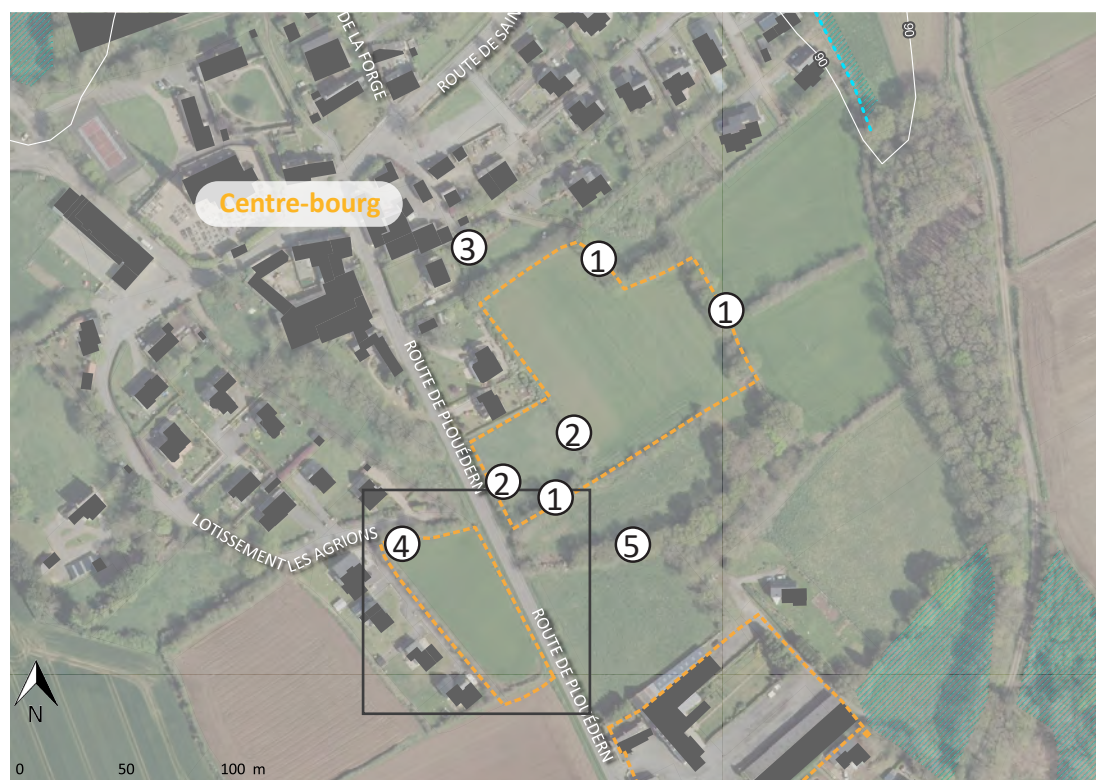 DE LA FORGE
ROUTE DE SAIN
90
90
Centre-bourg
3
1
1
ROUTE DE PLOUÉDERN
2
2
1
LOTISSEMENT LES AGRIONS
4
5
ROUTE DE PLOUÉDERN
N
0 50 100 m